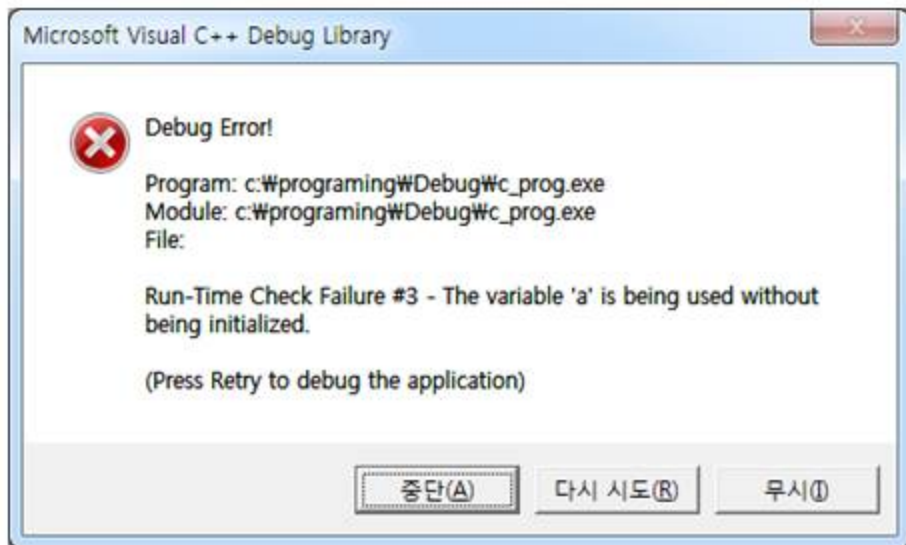 Microsoft Visual C++ Debug Library
Debug Error!
Program: c:₩programing₩Debug₩c_prog.exe
Module: c:₩programing₩Debug₩c_prog.exe
File:
Run-Time Check Failure #3 - The variable 'a' is being used without
being initialized.
(Press Retry to debug the application)
중단(A) 다시 시도(R) 무시(I)